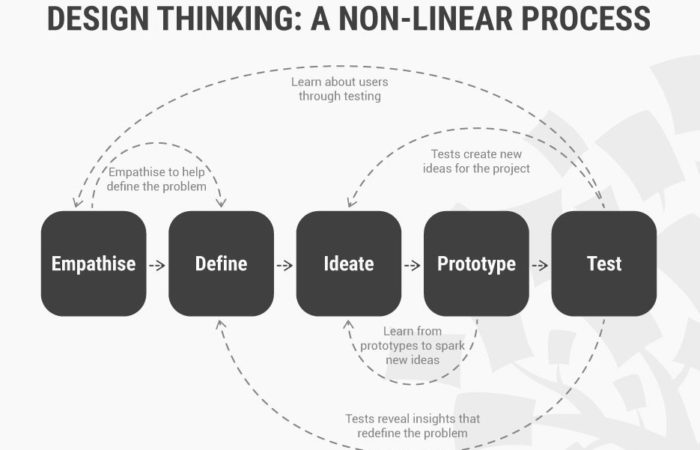 DESIGN THINKING: A NON-LINEAR PROCESS
Learn about users
through testing
Empathise to help
define the problem
Tests create new
ideas for the project
Empathise
Define
Ideate
Prototype
Test
Learn from
prototypes to spark
new ideas
Tests reveal insights that
redefine the problem